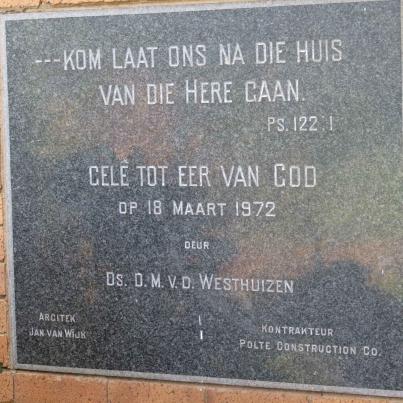 ---KOM LAAT ONS NA DIE HUIS
VAN DIE HERE GAAN.
PS. 122:1
GELÊ TOT EER VAN GOD
OP 18 MAART 1972
DEUR
DS. D.M. V.D. WESTHUIZEN
ARGITEK
JAN VAN WIJK
KONTRAKTEUR
POLTE CONSTRUCTION CO.